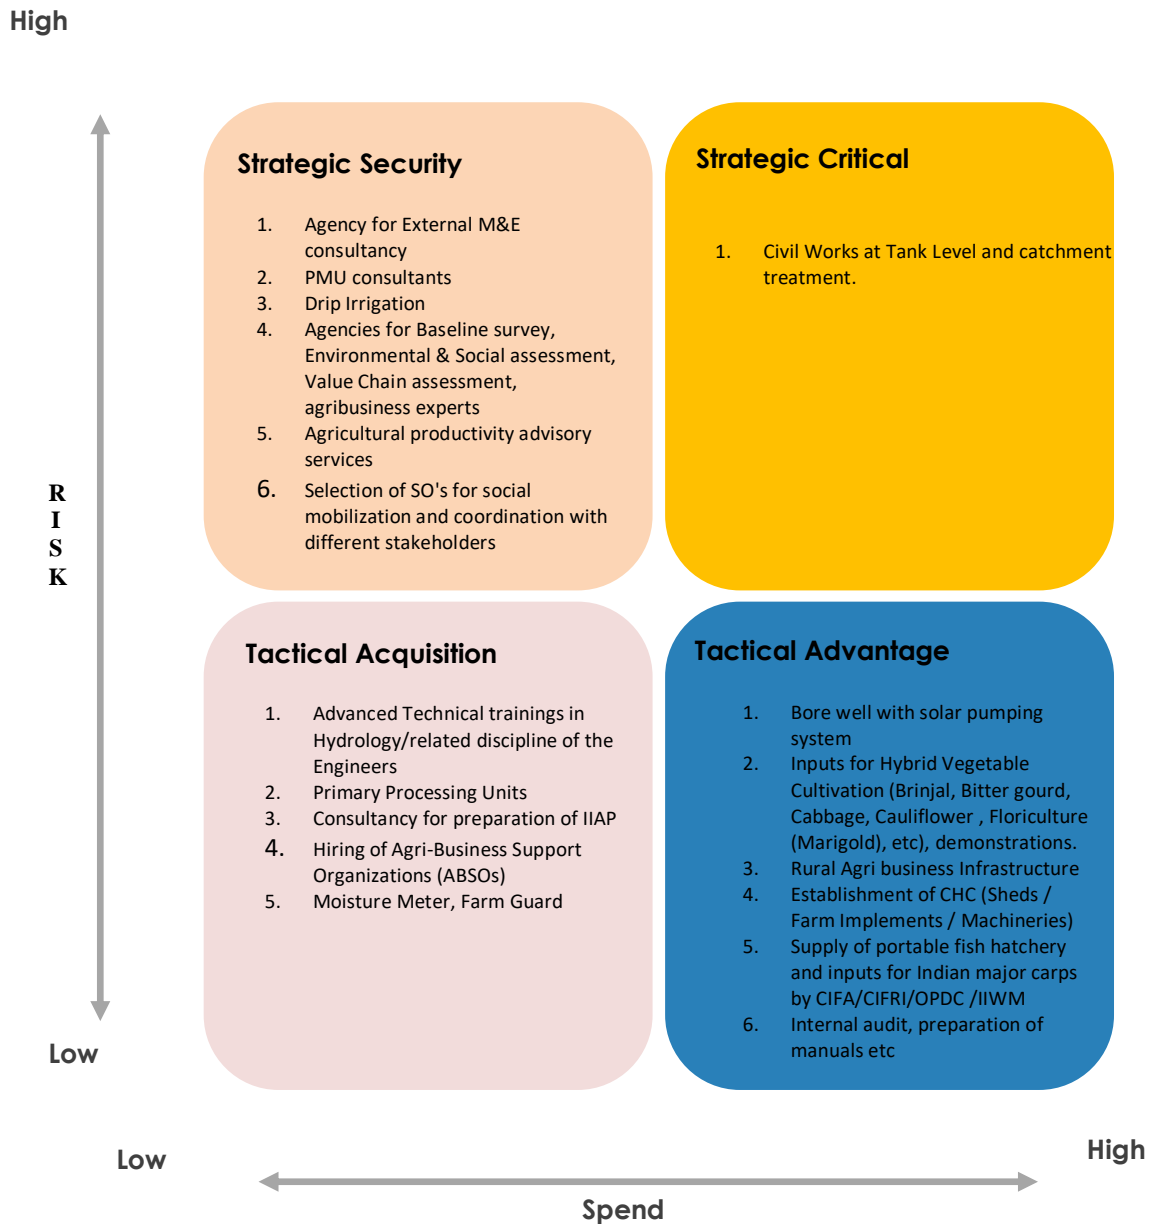 High
Strategic Security
1. Agency for External M&E
consultancy
2. PMU consultants
3. Drip Irrigation
4. Agencies for Baseline survey,
Environmental & Social assessment,
Value Chain assessment,
agribusiness experts
5. Agricultural productivity advisory
services
6. Selection of SO's for social
mobilization and coordination with
different stakeholders
Strategic Critical
1. Civil Works at Tank Level and catchment
treatment.
R
I
S
K
Tactical Acquisition
1. Advanced Technical trainings in
Hydrology/related discipline of the
Engineers
2. Primary Processing Units
3. Consultancy for preparation of IIAP
4. Hiring of Agri-Business Support
Organizations (ABSOs)
5. Moisture Meter, Farm Guard
Tactical Advantage
1. Bore well with solar pumping
system
2. Inputs for Hybrid Vegetable
Cultivation (Brinjal, Bitter gourd,
Cabbage, Cauliflower , Floriculture
(Marigold), etc), demonstrations.
3. Rural Agri business Infrastructure
4. Establishment of CHC (Sheds /
Farm Implements / Machineries)
5. Supply of portable fish hatchery
and inputs for Indian major carps
by CIFA/CIFRI/OPDC /IIWM
6. Internal audit, preparation of
manuals etc
Low
Low
High
Spend